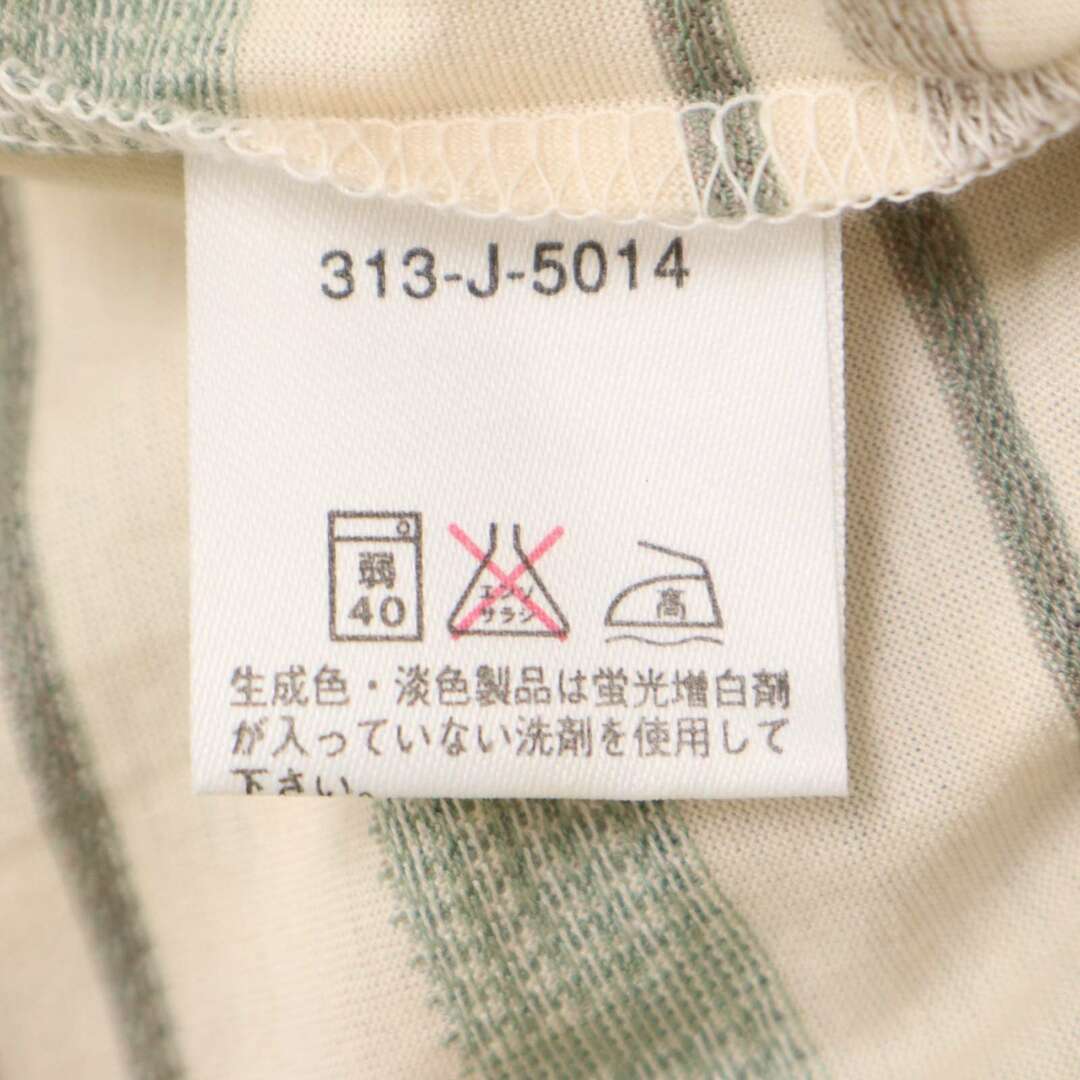 313-J-5014
弱
40
エンソ
サラシ
高
生成色・淡色製品は蛍光増白剤
が入っていない洗剤を使用して
下さい。